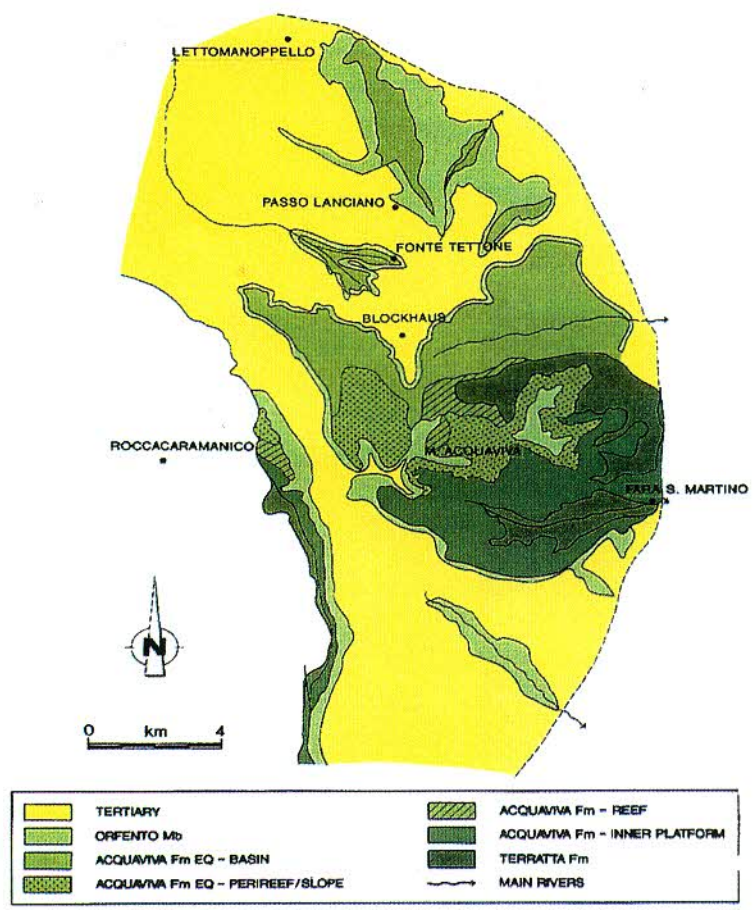 LETTOMANOPPELLO
PASSO LANCIANO
FONTE TETTONE
BLOCKHAUS
ROCCACARAMANICO
M. ACQUAVIVA
FARA S. MARTINO
N
0 km 4
TERTIARY
ORFENTO Mb
ACQUAVIVA Fm EQ - BASIN
ACQUAVIVA Fm EQ - PERIREEF/SLOPE
ACQUAVIVA Fm - REEF
ACQUAVIVA Fm - INNER PLATFORM
TERRATTA Fm
MAIN RIVERS